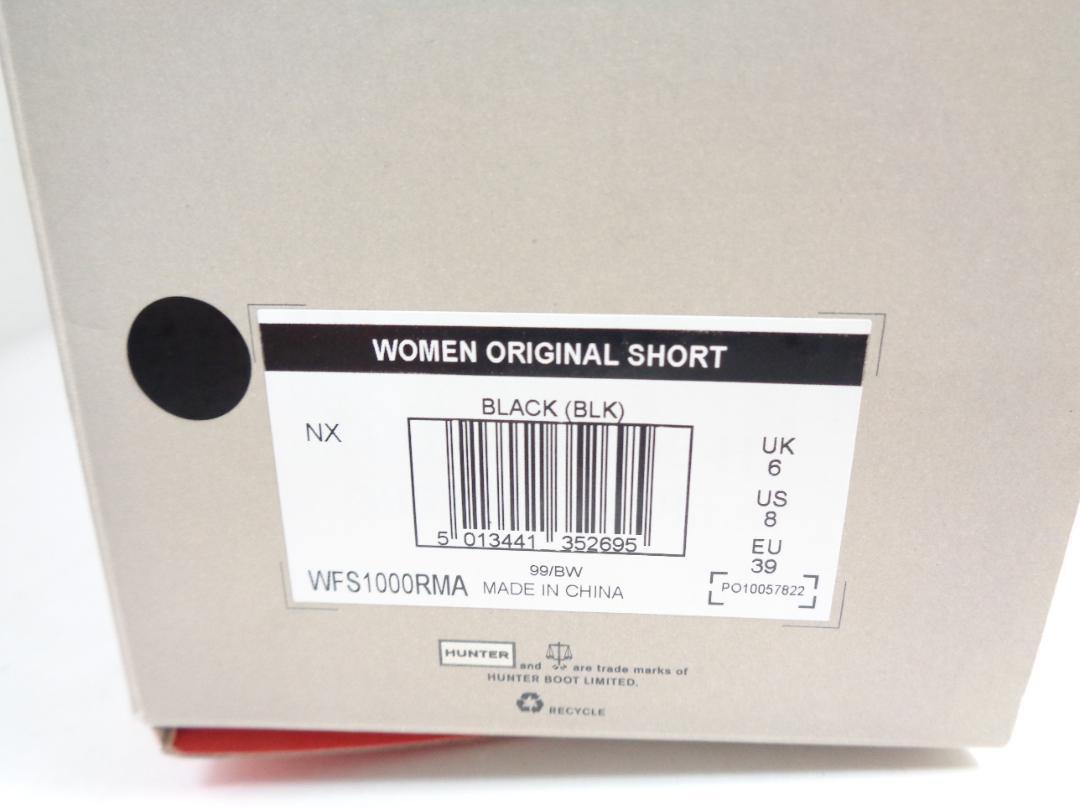 WOMEN ORIGINAL SHORT
BLACK (BLK)
NX
UK
6
US
8
EU
39
5 013441 352695
99/BW
WFS1000RMA MADE IN CHINA
PO10057822
HUNTER and are trade marks of
HUNTER BOOT LIMITED.
RECYCLE